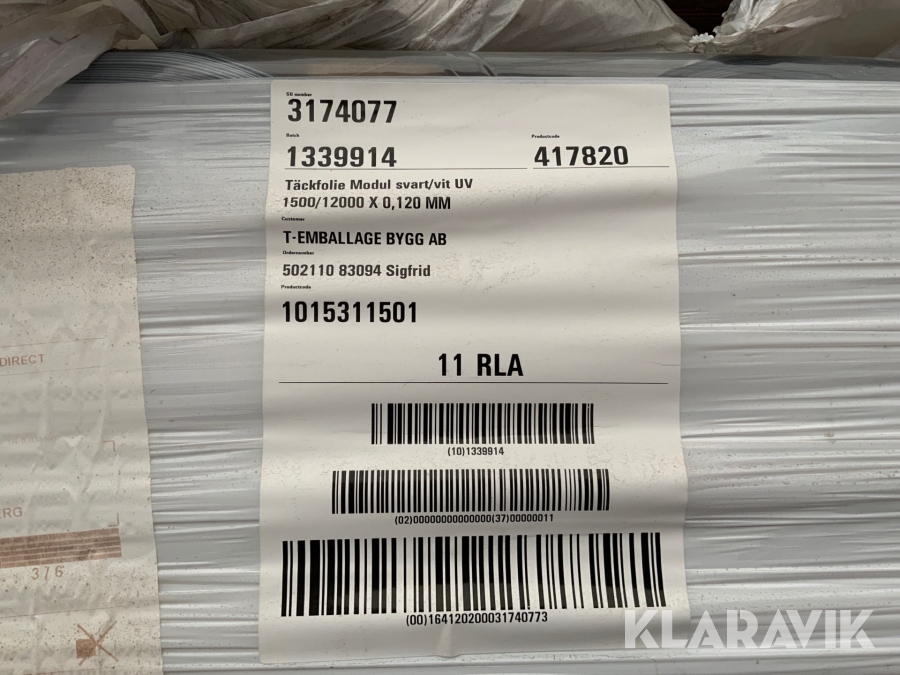 KLARAVIK
SU number
3174077
Batch
Productcode
1339914
417820
Täckfolie Modul svart/vit UV
1500/12000 X 0,120 MM
Customer
T-EMBALLAGE BYGG AB
Ordernumber
502110 83094 Sigfrid
Productcode
1015311501
11 RLA
(10)1339914
(02)00000000000000(37)00000011
(00)164120200031740773
DIRECT
ERG
376
KLARAVIK